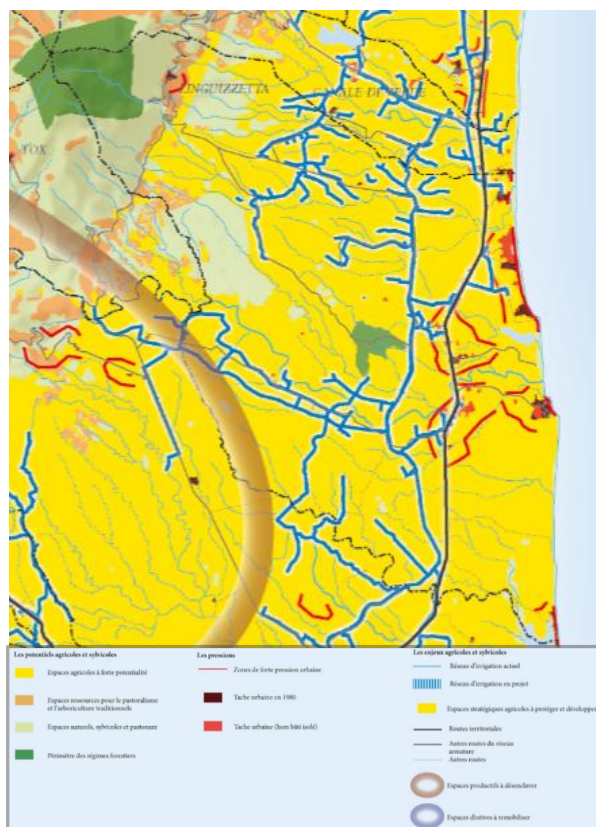 LINGUIZZETTA
CANALE DI VERDE
TOX
Les potentiels agricoles et sylvicoles
Espaces agricoles à forte potentialité
Espaces ressources pour le pastoralisme
et l'arboriculture traditionnels
Espaces naturels, sylvicoles et pastoraux
Périmètre des régimes forestiers
Les pressions
Zones de forte pression urbaine
Tache urbaine en 1980
Tache urbaine (hors bâti isolé)
Les enjeux agricoles et sylvicoles
Réseau d'irrigation actuel
Réseau d'irrigation en projet
Espaces stratégiques agricoles à protéger et développer
Routes territoriales
Autres routes du réseau
armature
Autres routes
Espaces productifs à désenclaver
Espaces d'estives à remobiliser